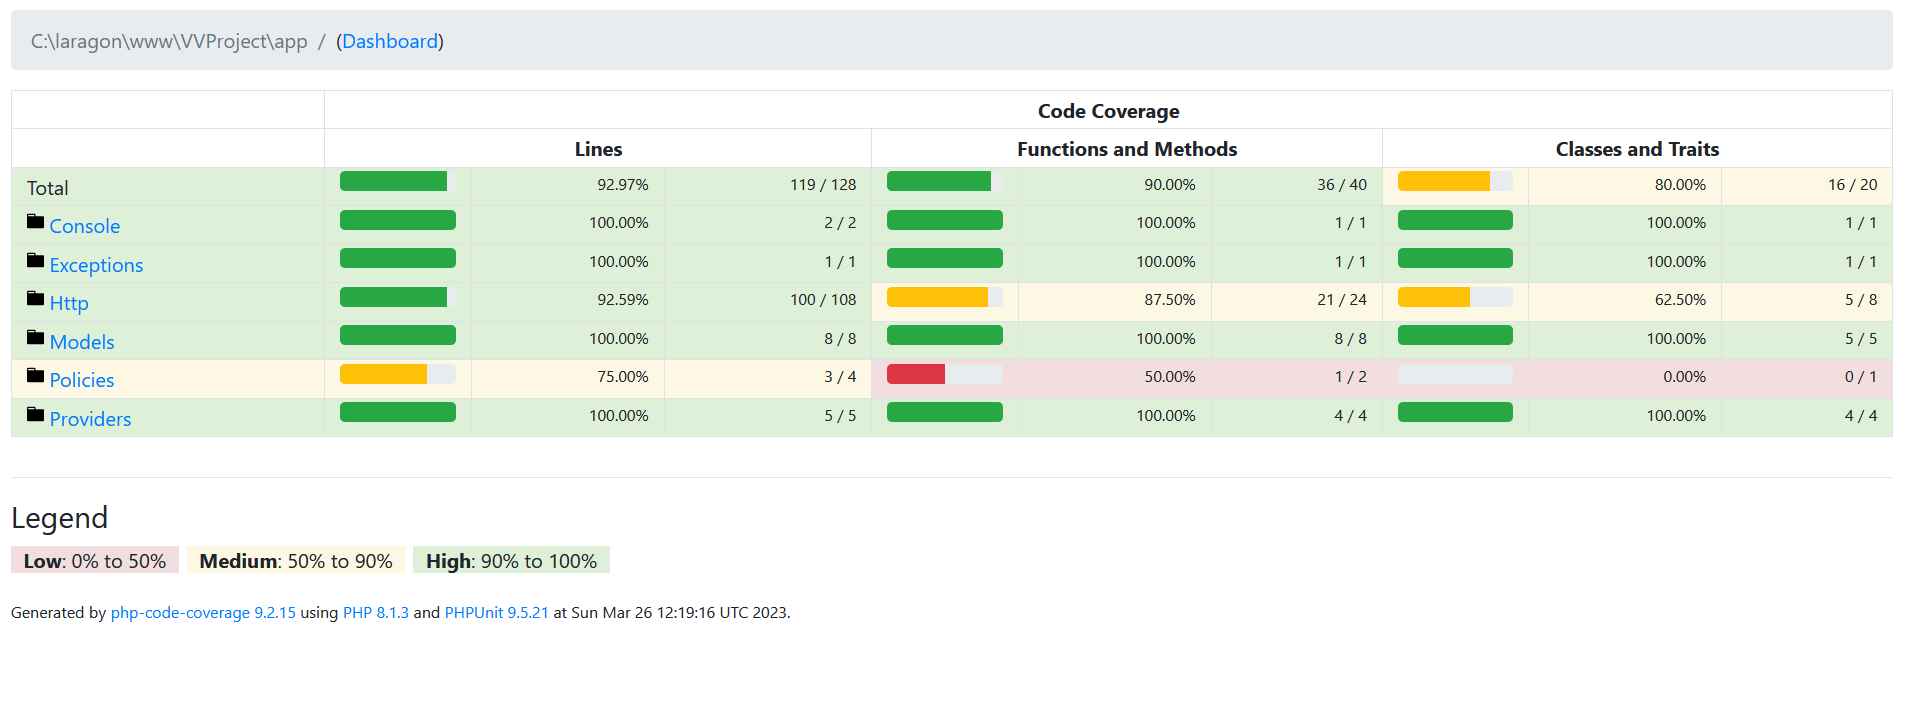 C:\laragon\www\VVProject\app / (Dashboard)
Code Coverage
Lines Functions and Methods Classes and Traits
Total 92.97% 119 / 128 90.00% 36 / 40 80.00% 16 / 20
Console 100.00% 2 / 2 100.00% 1 / 1 100.00% 1 / 1
Exceptions 100.00% 1 / 1 100.00% 1 / 1 100.00% 1 / 1
Http 92.59% 100 / 108 87.50% 21 / 24 62.50% 5 / 8
Models 100.00% 8 / 8 100.00% 8 / 8 100.00% 5 / 5
Policies 75.00% 3 / 4 50.00% 1 / 2 0.00% 0 / 1
Providers 100.00% 5 / 5 100.00% 4 / 4 100.00% 4 / 4
Legend
Low: 0% to 50% Medium: 50% to 90% High: 90% to 100%
Generated by php-code-coverage 9.2.15 using PHP 8.1.3 and PHPUnit 9.5.21 at Sun Mar 26 12:19:16 UTC 2023.